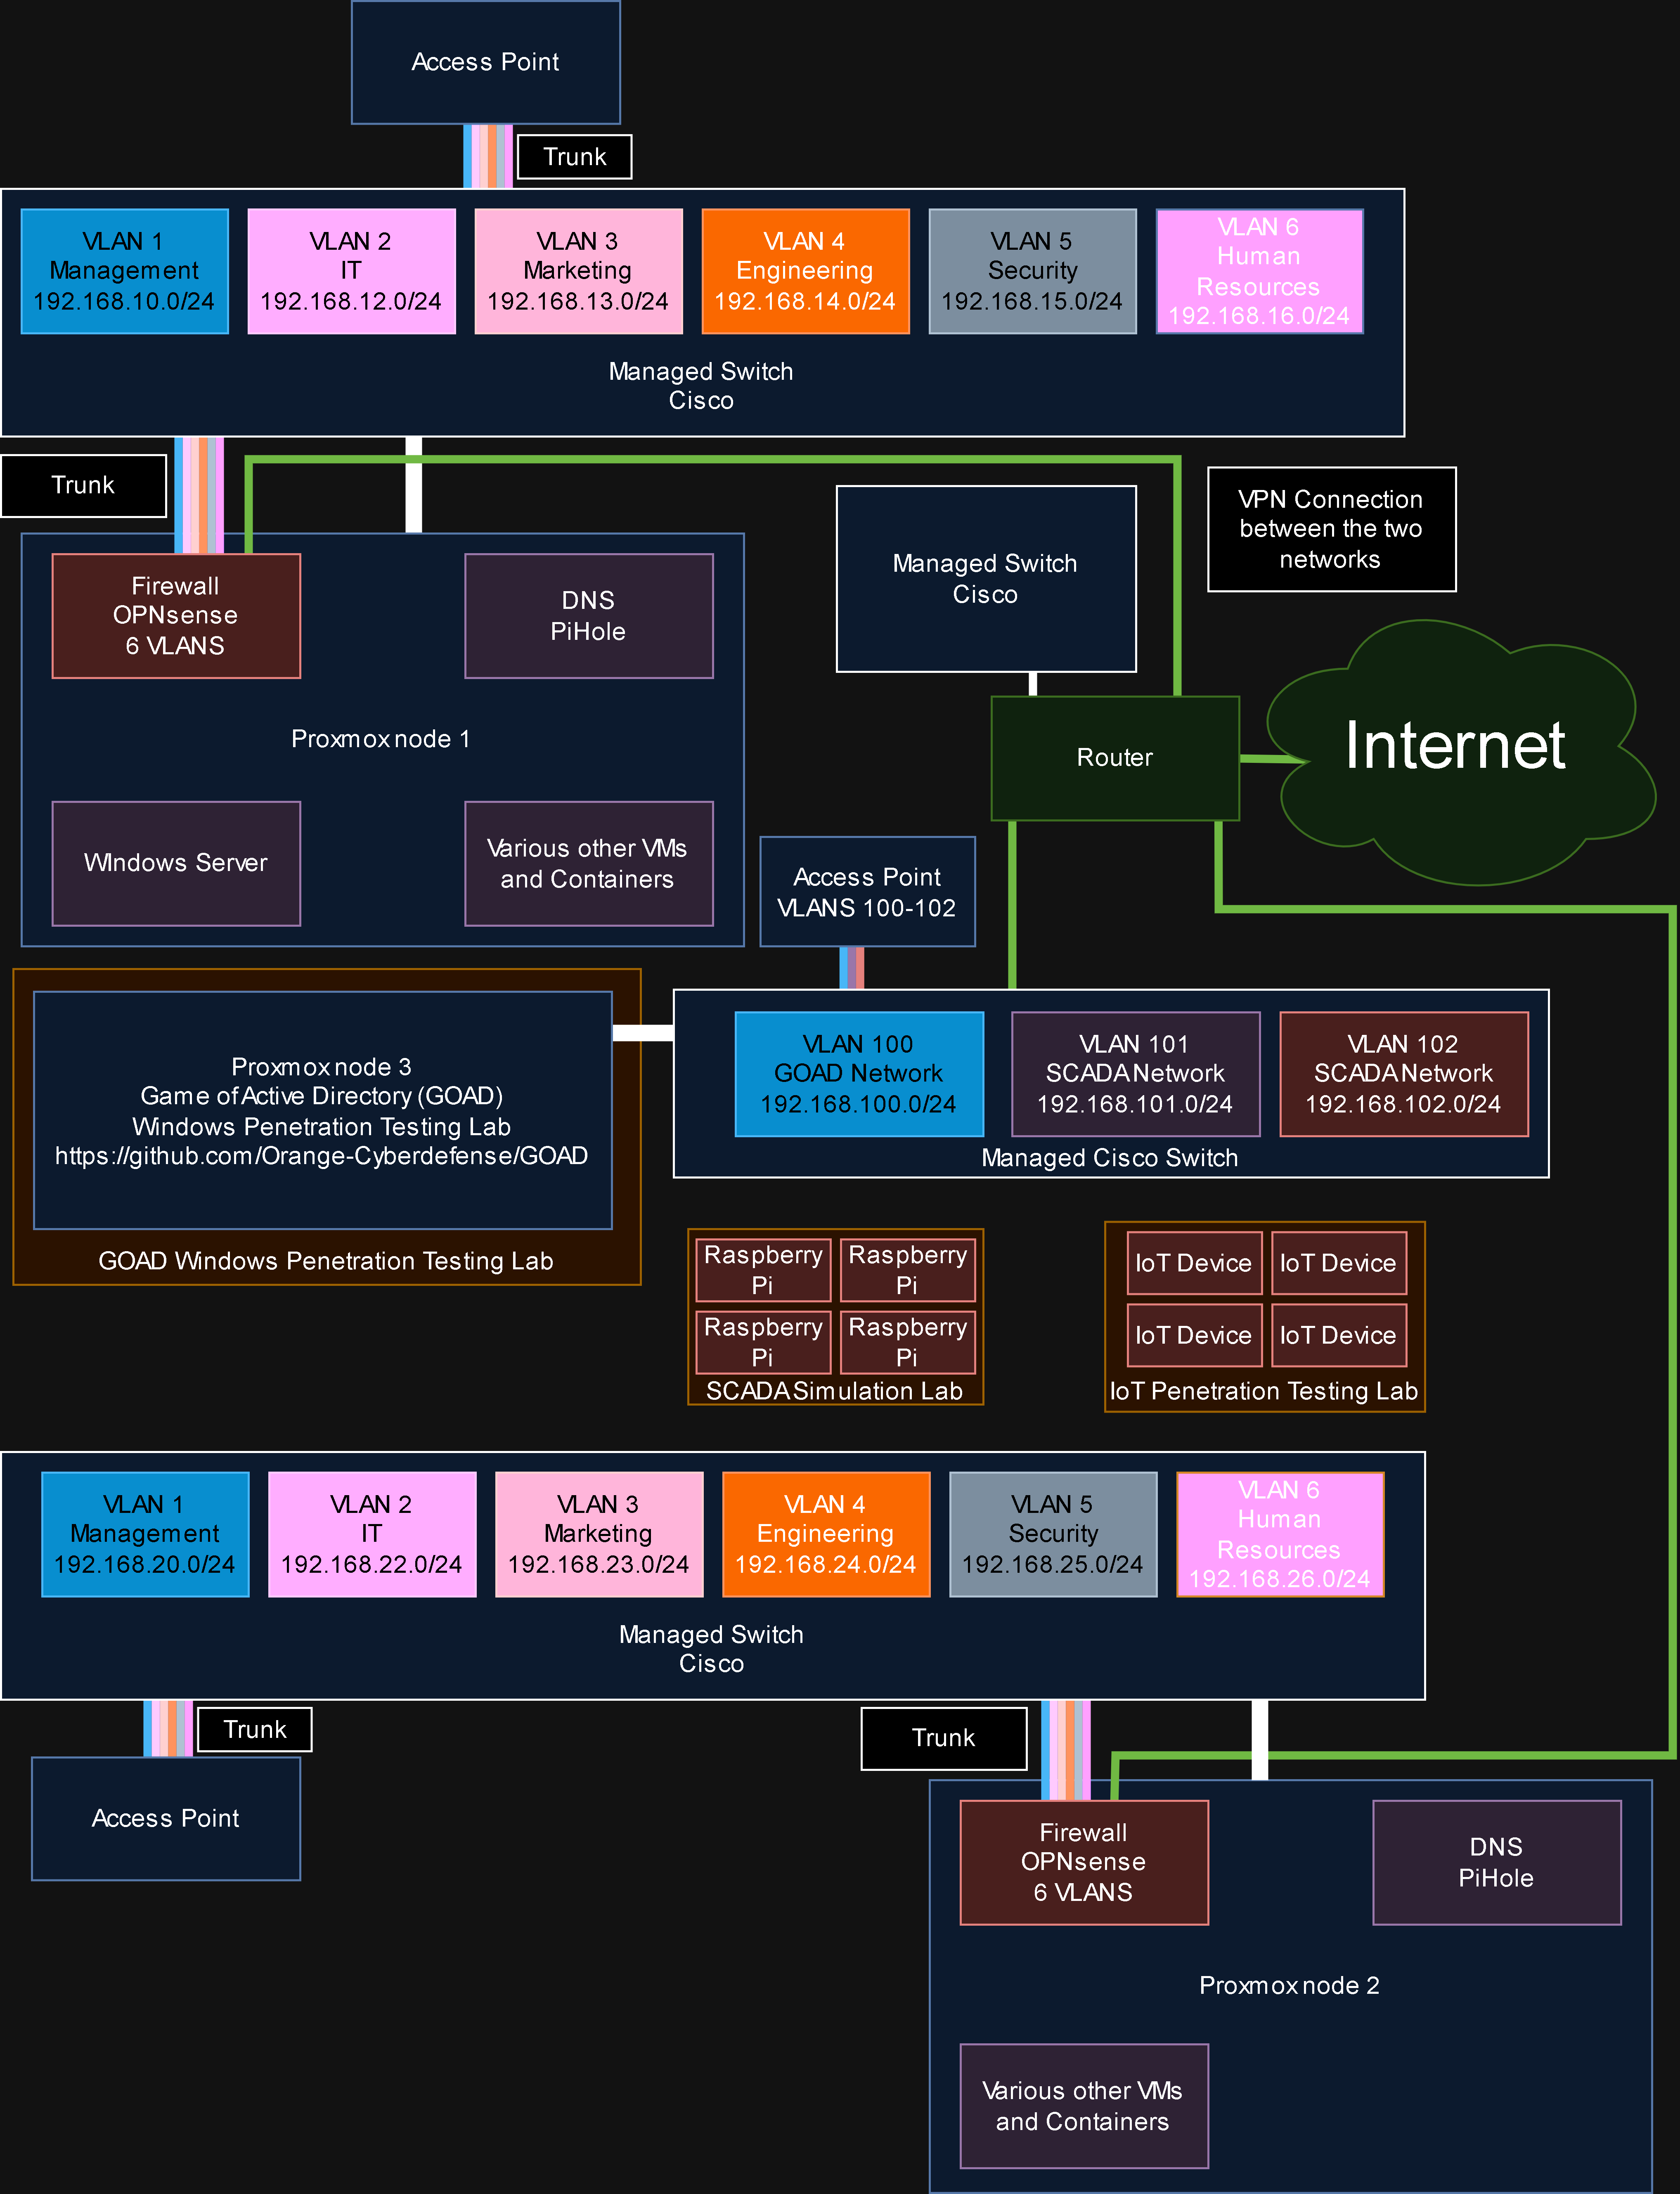 Access Point
Trunk
VLAN 1
Management
192.168.10.0/24
VLAN 2
IT
192.168.12.0/24
VLAN 3
Marketing
192.168.13.0/24
VLAN 4
Engineering
192.168.14.0/24
VLAN 5
Security
192.168.15.0/24
VLAN 6
Human
Resources
192.168.16.0/24
Managed Switch
Cisco
Trunk
VPN Connection
between the two
networks
Managed Switch
Cisco
Firewall
OPNsense
6 VLANS
DNS
PiHole
Proxmox node 1
WIndows Server
Various other VMs
and Containers
Router
Internet
Access Point
VLANS 100-102
Proxmox node 3
Game of Active Directory (GOAD)
Windows Penetration Testing Lab
https://github.com/Orange-Cyberdefense/GOAD
GOAD Windows Penetration Testing Lab
VLAN 100
GOAD Network
192.168.100.0/24
VLAN 101
SCADA Network
192.168.101.0/24
VLAN 102
SCADA Network
192.168.102.0/24
Managed Cisco Switch
Raspberry
Pi
Raspberry
Pi
Raspberry
Pi
Raspberry
Pi
SCADA Simulation Lab
IoT Device
IoT Device
IoT Device
IoT Device
IoT Penetration Testing Lab
VLAN 1
Management
192.168.20.0/24
VLAN 2
IT
192.168.22.0/24
VLAN 3
Marketing
192.168.23.0/24
VLAN 4
Engineering
192.168.24.0/24
VLAN 5
Security
192.168.25.0/24
VLAN 6
Human
Resources
192.168.26.0/24
Managed Switch
Cisco
Trunk
Trunk
Access Point
Firewall
OPNsense
6 VLANS
DNS
PiHole
Proxmox node 2
Various other VMs
and Containers